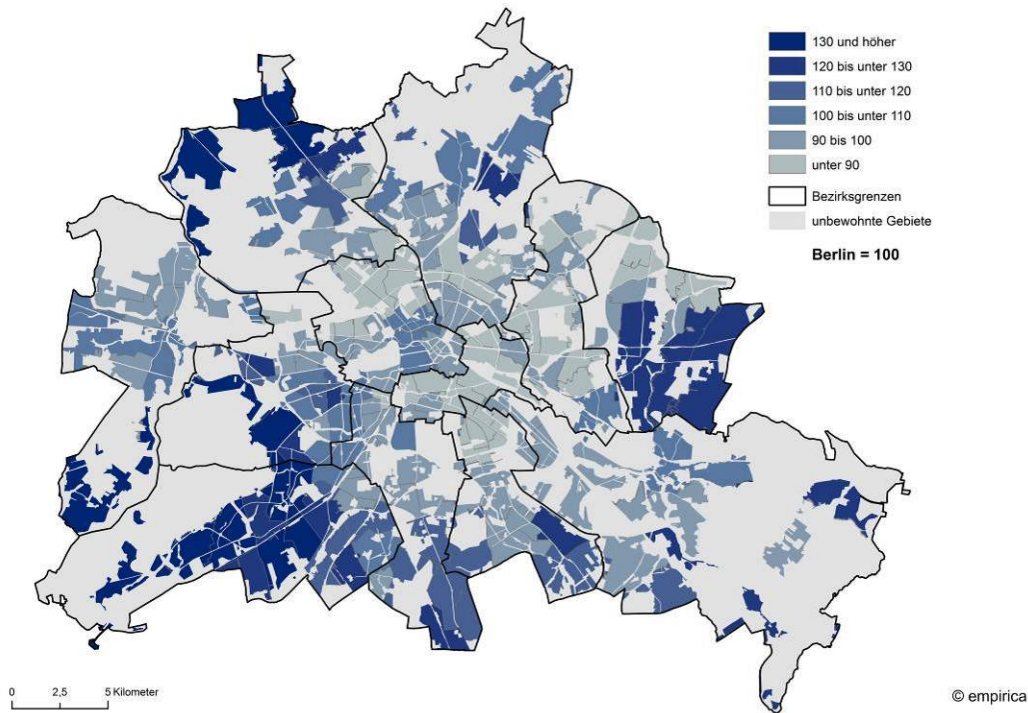 130 und höher
120 bis unter 130
110 bis unter 120
100 bis unter 110
90 bis 100
unter 90
Bezirksgrenzen
unbewohnte Gebiete
Berlin = 100
0 2,5 5 Kilometer
© empirica